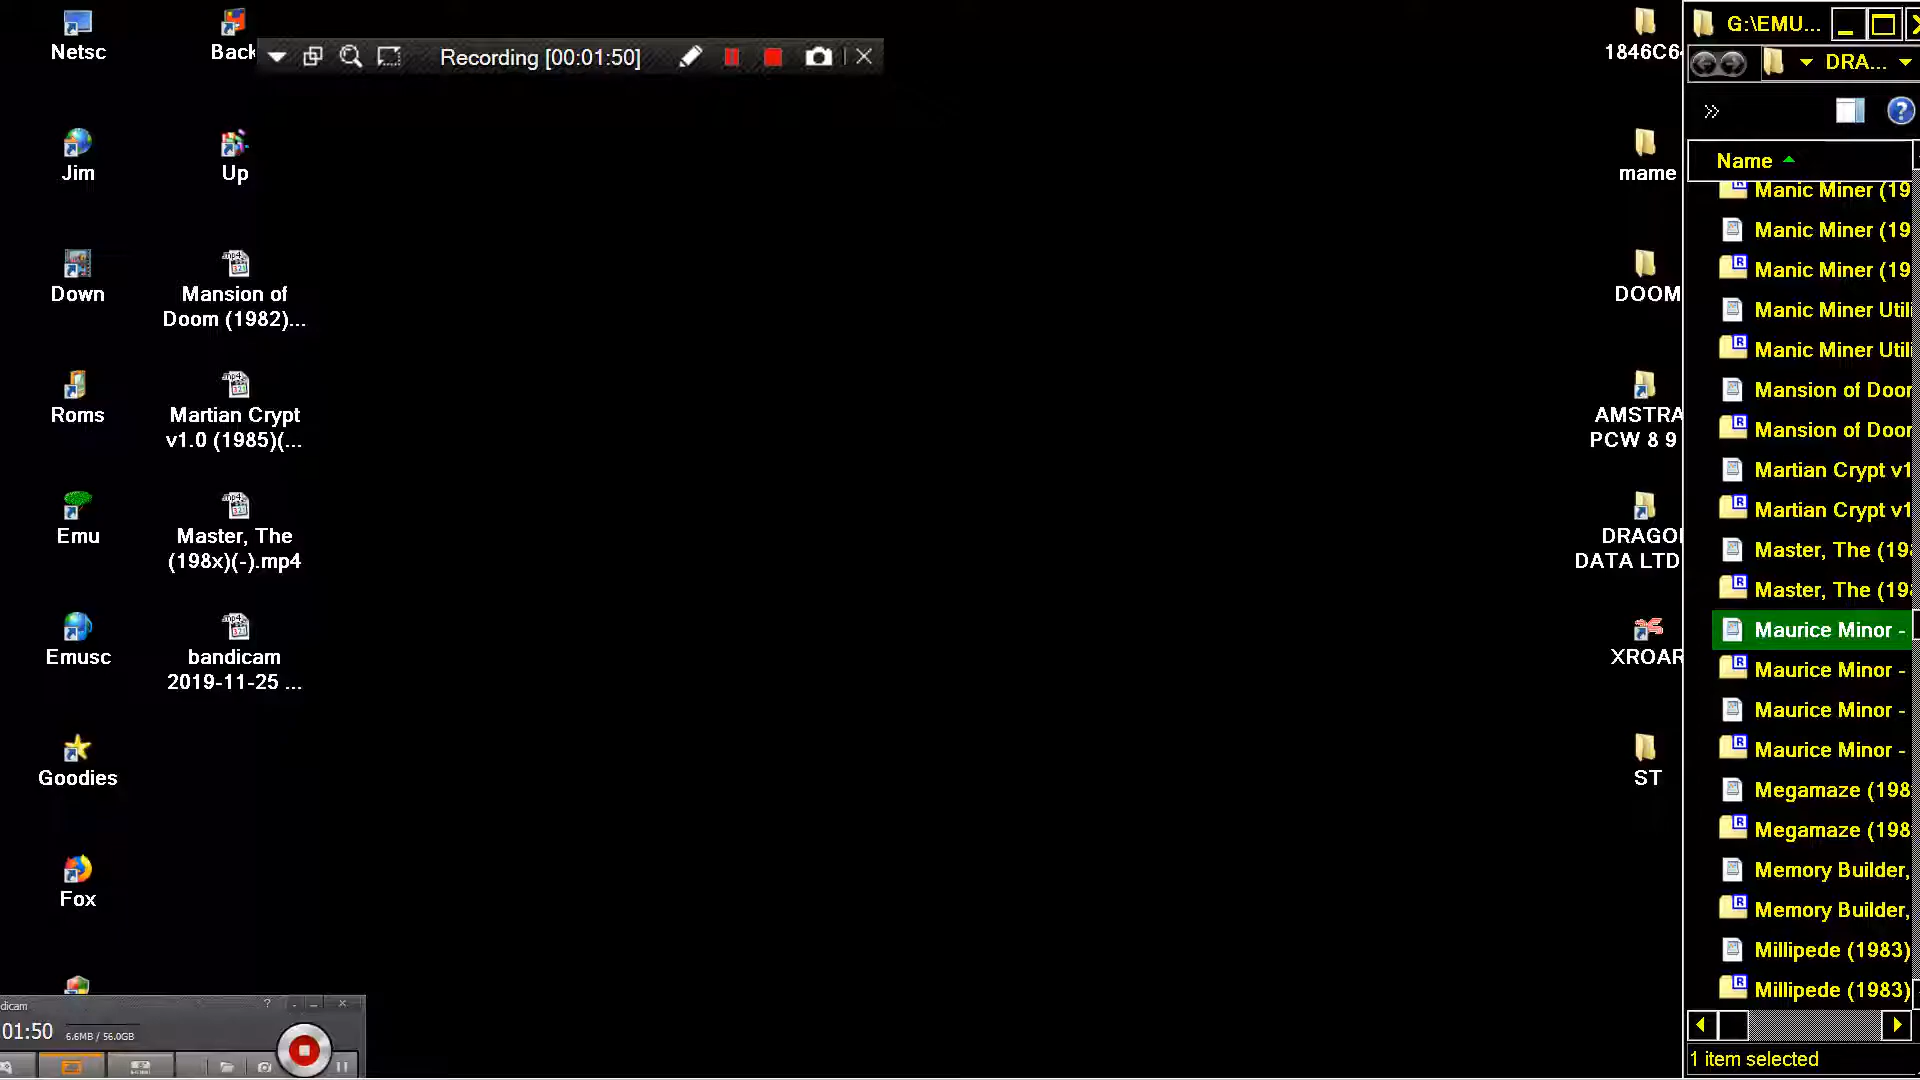 Netsc
Back
Recording [00:01:50]
Jim
Up
Down
Mansion of
Doom (1982)...
Roms
Martian Crypt
v1.0 (1985)(...
Emu
Master, The
(198x)(-).mp4
Emusc
bandicam
2019-11-25 ...
Goodies
Fox
dicam
?
01:50
6.6MB / 56.0GB
1846C64
mame
DOOM
AMSTRA
PCW 8 9
DRAGO
DATA LTD
XROAR
ST
G:\EMU...
DRA...
»
?
Name
Manic Miner (19
Manic Miner (19
Manic Miner (19
Manic Miner Util
Manic Miner Util
Mansion of Door
Mansion of Door
Martian Crypt v1
Martian Crypt v1
Master, The (19
Master, The (19
Maurice Minor -
Maurice Minor -
Maurice Minor -
Maurice Minor -
Megamaze (198
Megamaze (198
Memory Builder,
Memory Builder,
Millipede (1983)
Millipede (1983)
1 item selected